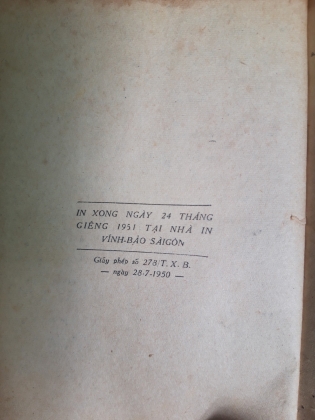 IN XONG NGÀY 24 THÁNG
GIÊNG 1951 TẠI NHÀ IN
VĨNH-BẢO SÀIGÒN
Giấy phép số 273/T. X. B.
— ngày 28-7-1950 —